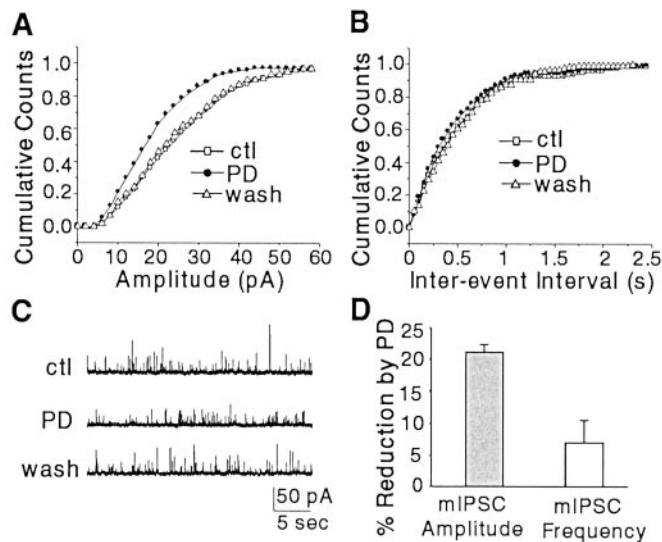 A
Cumulative Counts
1.0
0.8
0.6
0.4
0.2
0.0
ctl
PD
wash
0 10 20 30 40 50 60
Amplitude (pA)
B
Cumulative Counts
1.0
0.8
0.6
0.4
0.2
0.0
ctl
PD
wash
0 0.5 1 1.5 2 2.5
Inter-event Interval (s)
C
ctl
PD
wash
50 pA
5 sec
D
% Reduction by PD
25
20
15
10
5
0
mIPSC mIPSC
Amplitude Frequency